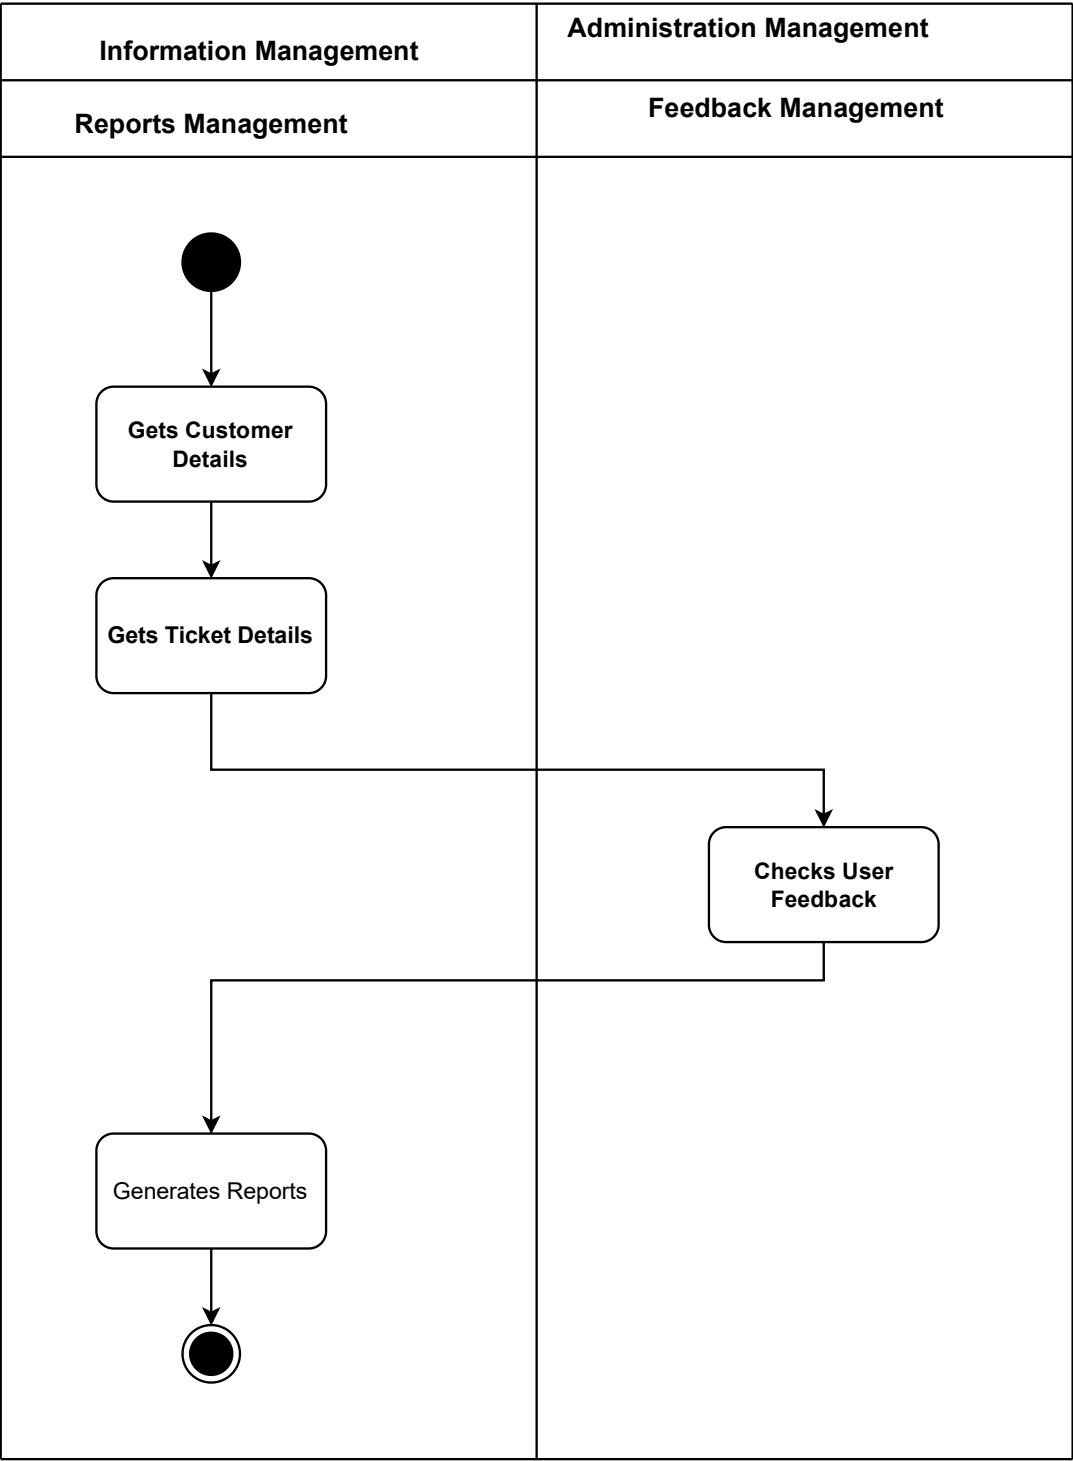 Information Management
Administration Management
Reports Management
Feedback Management
Gets Customer
Details
Gets Ticket Details
Checks User
Feedback
Generates Reports